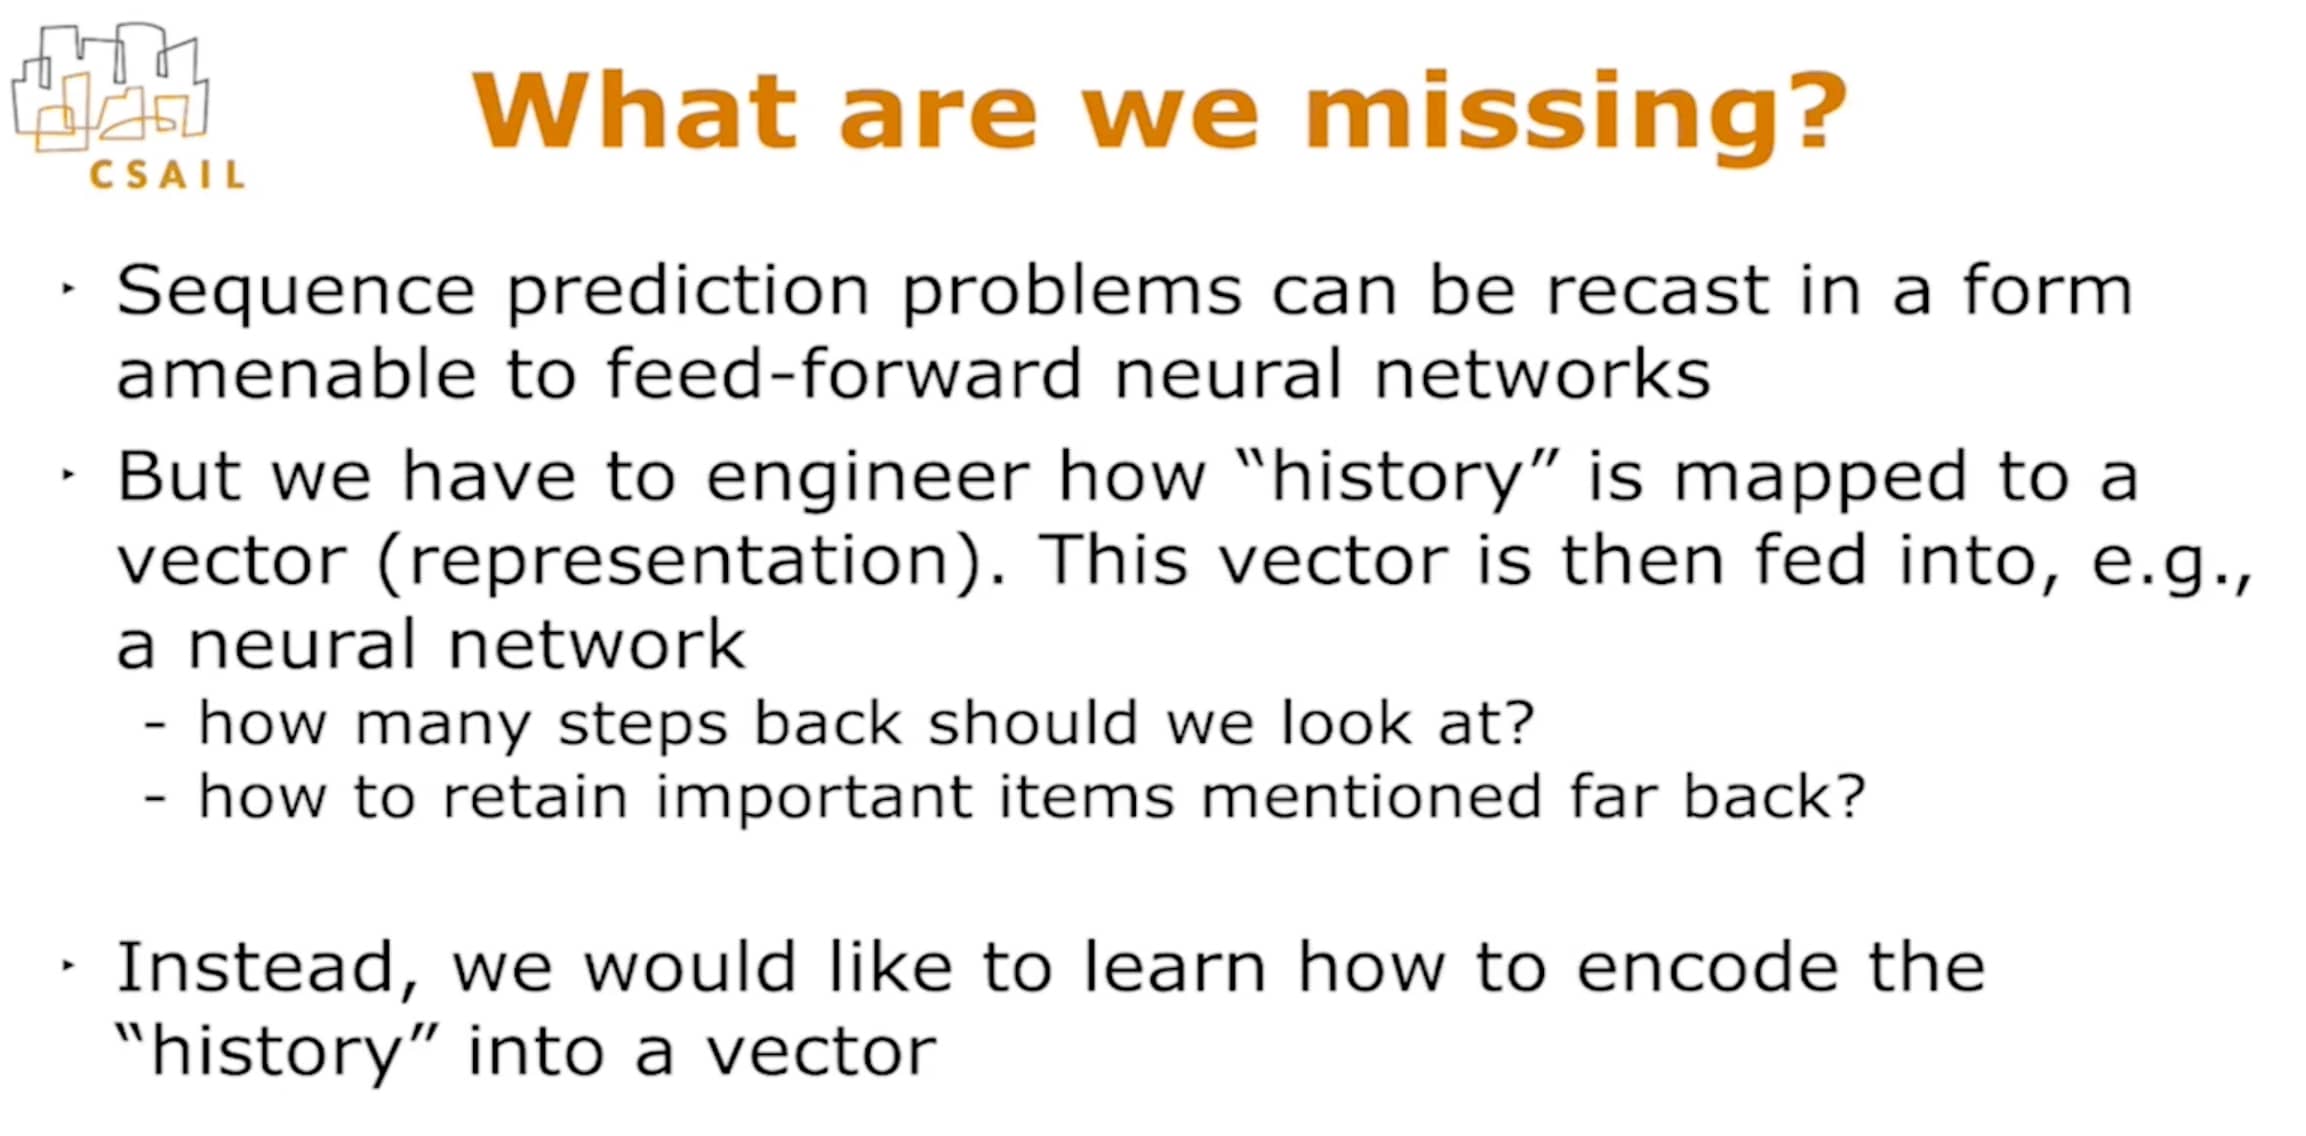 CSAIL
What are we missing?
‣ Sequence prediction problems can be recast in a form
amenable to feed-forward neural networks
‣ But we have to engineer how “history” is mapped to a
vector (representation). This vector is then fed into, e.g.,
a neural network
- how many steps back should we look at?
- how to retain important items mentioned far back?
‣ Instead, we would like to learn how to encode the
“history” into a vector